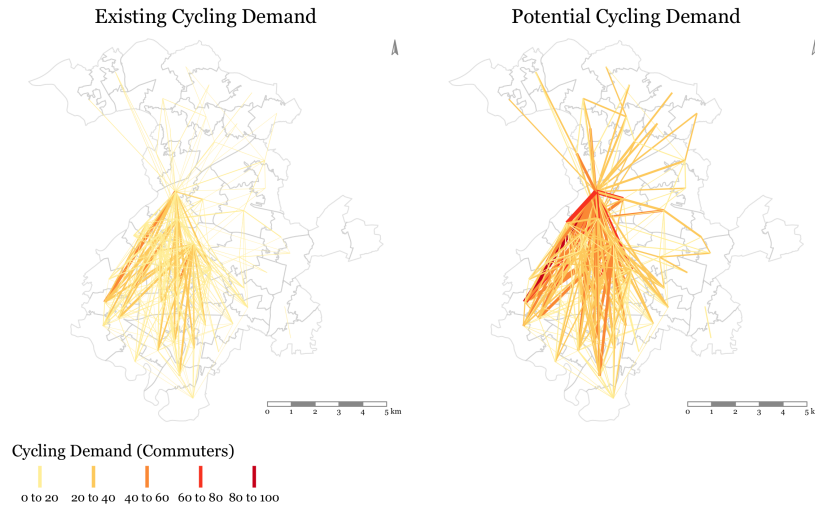 Existing Cycling Demand
Potential Cycling Demand
0 1 2 3 4 5 km
0 1 2 3 4 5 k
Cycling Demand (Commuters)
0 to 20 20 to 40 40 to 60 60 to 80 80 to 100